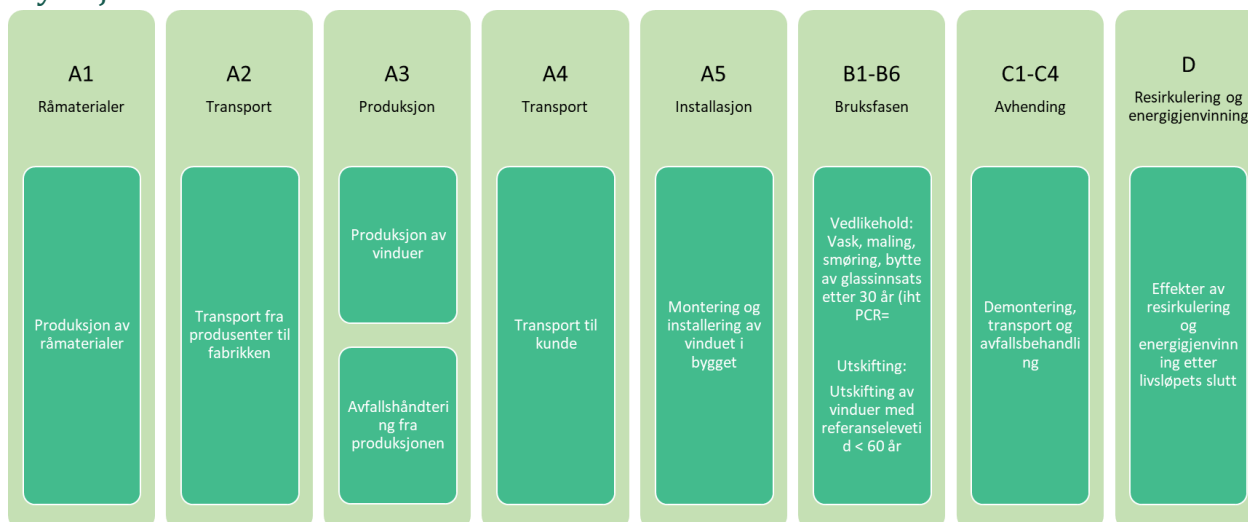 A1
Råmaterialer
Produksjon av
råmaterialer
A2
Transport
Transport fra
produsenter til
fabrikken
A3
Produksjon
Produksjon av
vinduer
Avfallshåndteri
ng fra
produksjonen
A4
Transport
Transport til
kunde
A5
Installasjon
Montering og
installering av
vinduet i
bygget
B1-B6
Bruksfasen
Vedlikehold:
Vask, maling,
smøring, bytte
av glassinnsats
etter 30 år (iht
PCR=
Utskifting:
Utskifting av
vinduer med
referanseleveti
d < 60 år
C1-C4
Avhending
Demontering,
transport og
avfallsbehandli
ng
D
Resirkulering og
energigjenvinning
Effekter av
resirkulering
og
energigjenvinn
ing etter
livsløpets slutt